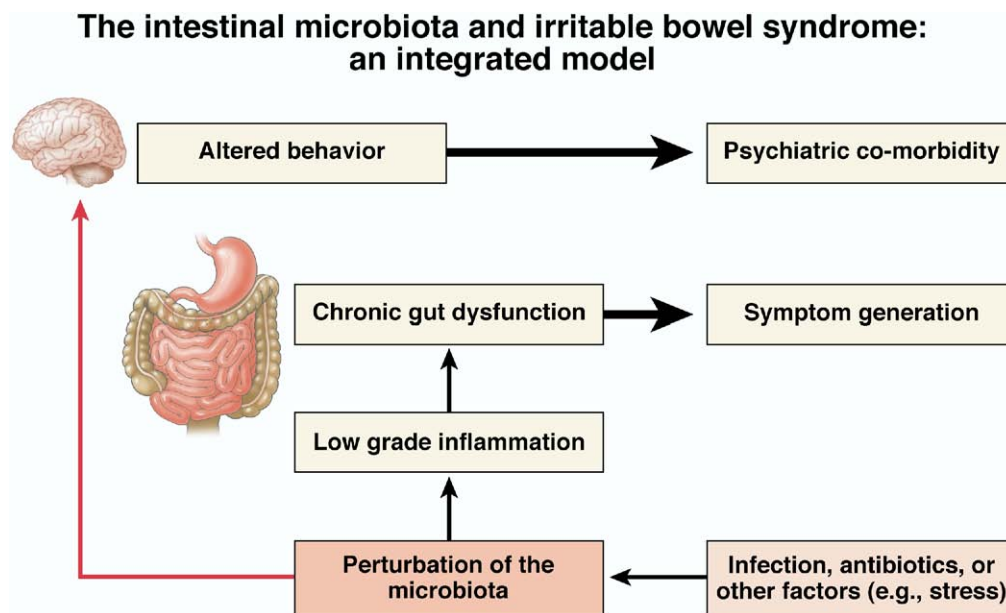 The intestinal microbiota and irritable bowel syndrome:
an integrated model
Altered behavior
Psychiatric co-morbidity
Chronic gut dysfunction
Symptom generation
Low grade inflammation
Perturbation of the
microbiota
Infection, antibiotics, or
other factors (e.g., stress)